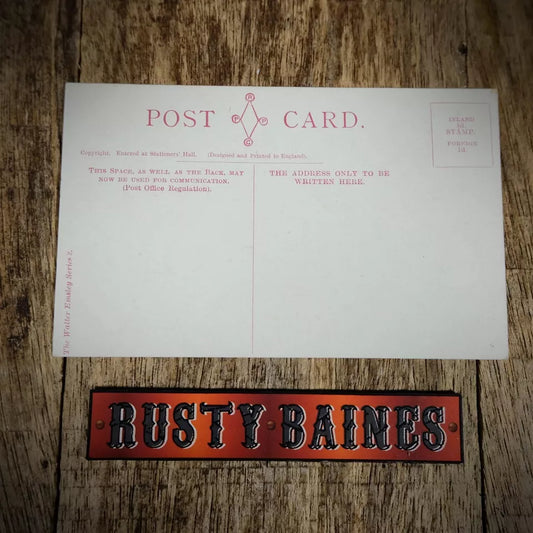 POST CARD.
R
P P
C
INLAND
½d.
STAMP.
FOREIGN
1d.
Copyright. Entered at Stationers' Hall. (Designed and Printed in England).
THIS SPACE, AS WELL AS THE BACK, MAY
NOW BE USED FOR COMMUNICATION.
(Post Office Regulation).
THE ADDRESS ONLY TO BE
WRITTEN HERE.
The Walter Emsley Series 7.
RUSTY BAINES